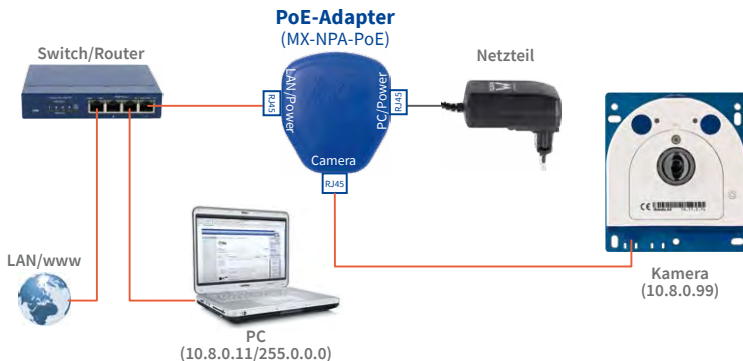 PoE-Adapter
(MX-NPA-PoE)
Switch/Router
Netzteil
RJ45
LAN/Power
PC/Power
RJ45
Camera
RJ45
LAN/www
PC
(10.8.0.11/255.0.0.0)
Kamera
(10.8.0.99)